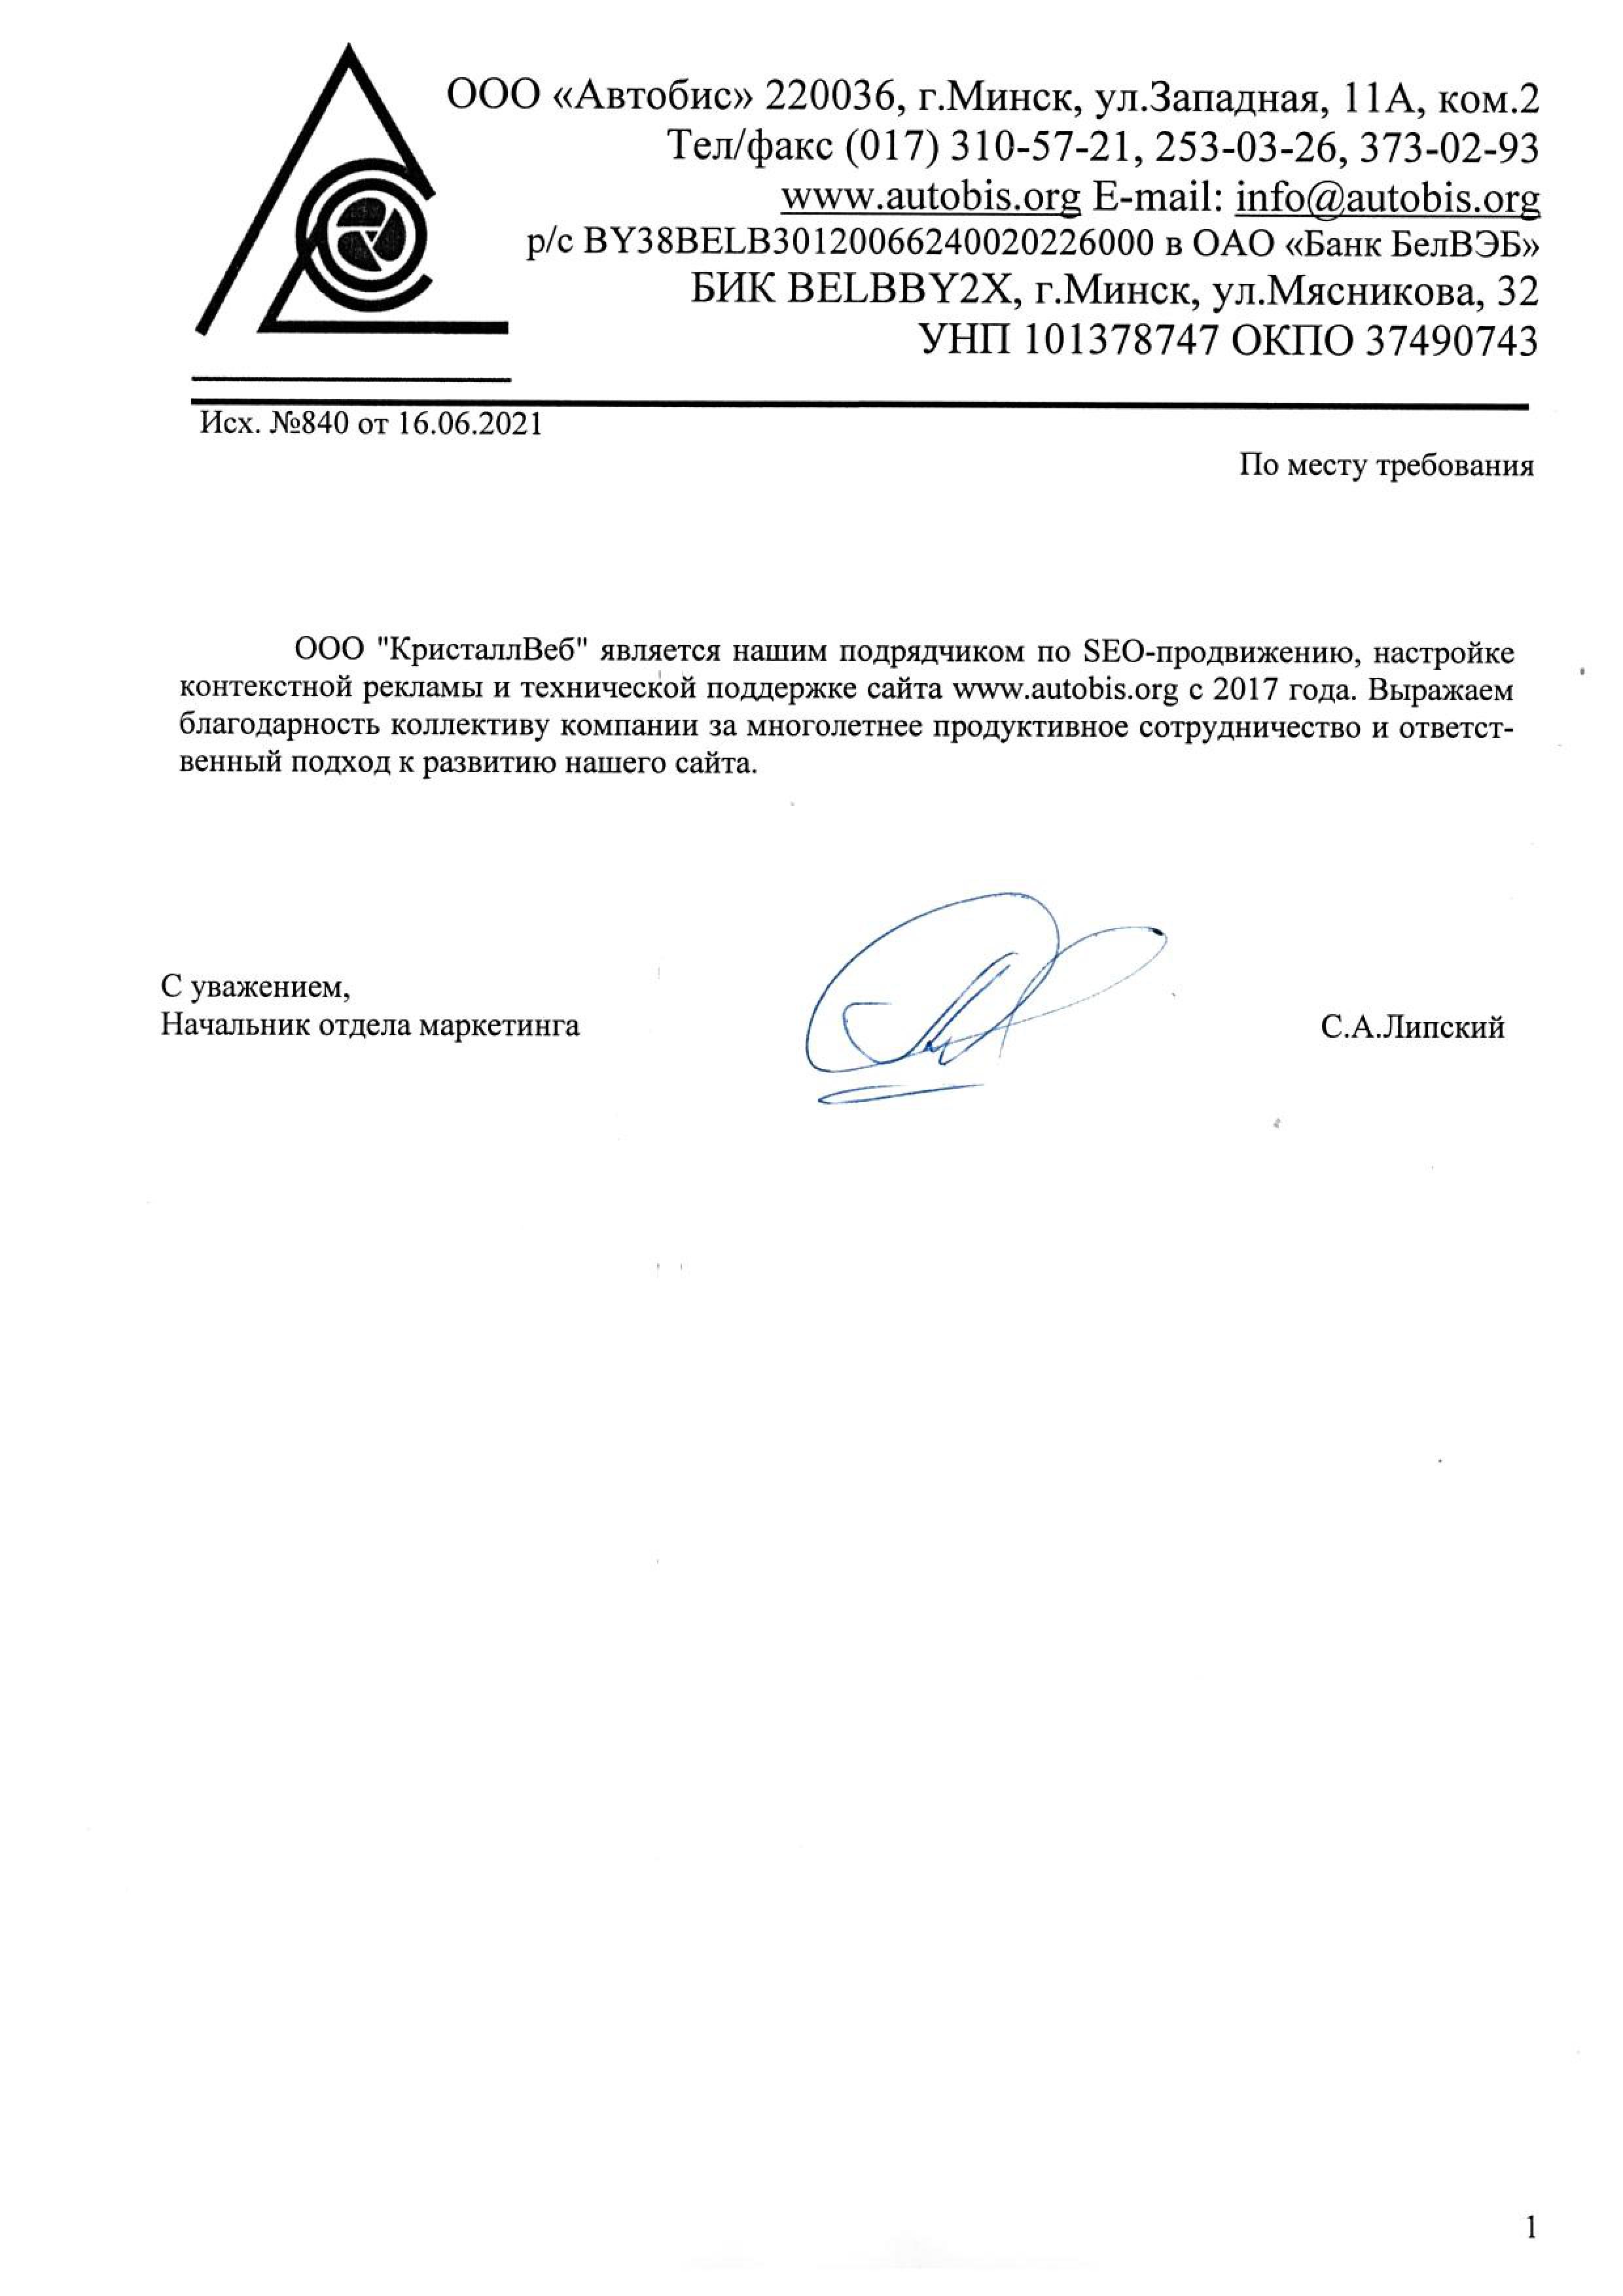 ООО «Автобис» 220036, г.Минск, ул.Западная, 11А, ком.2
Тел/факс (017) 310-57-21, 253-03-26, 373-02-93
www.autobis.org E-mail: info@autobis.org
р/с BY38BELB30120066240020226000 в ОАО «Банк БелВЭБ»
БИК BELBBY2X, г.Минск, ул.Мясникова, 32
УНП 101378747 ОКПО 37490743
Исх. №840 от 16.06.2021
По месту требования
ООО "КристаллВеб" является нашим подрядчиком по SEO-продвижению, настройке
контекстной рекламы и технической поддержке сайта www.autobis.org с 2017 года. Выражаем
благодарность коллективу компании за многолетнее продуктивное сотрудничество и ответст-
венный подход к развитию нашего сайта.
С уважением,
Начальник отдела маркетинга
С.А.Липский
1